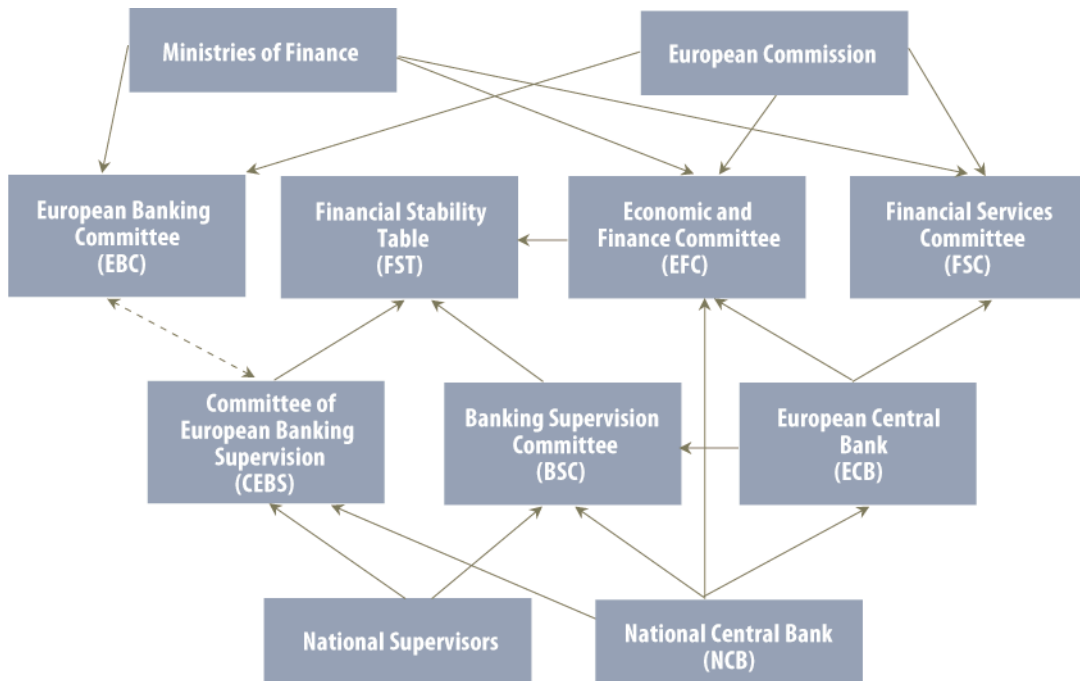 Ministries of Finance
European Commission
European Banking
Committee
(EBC)
Financial Stability
Table
(FST)
Economic and
Finance Committee
(EFC)
Financial Services
Committee
(FSC)
Committee of
European Banking
Supervision
(CEBS)
Banking Supervision
Committee
(BSC)
European Central
Bank
(ECB)
National Supervisors
National Central Bank
(NCB)